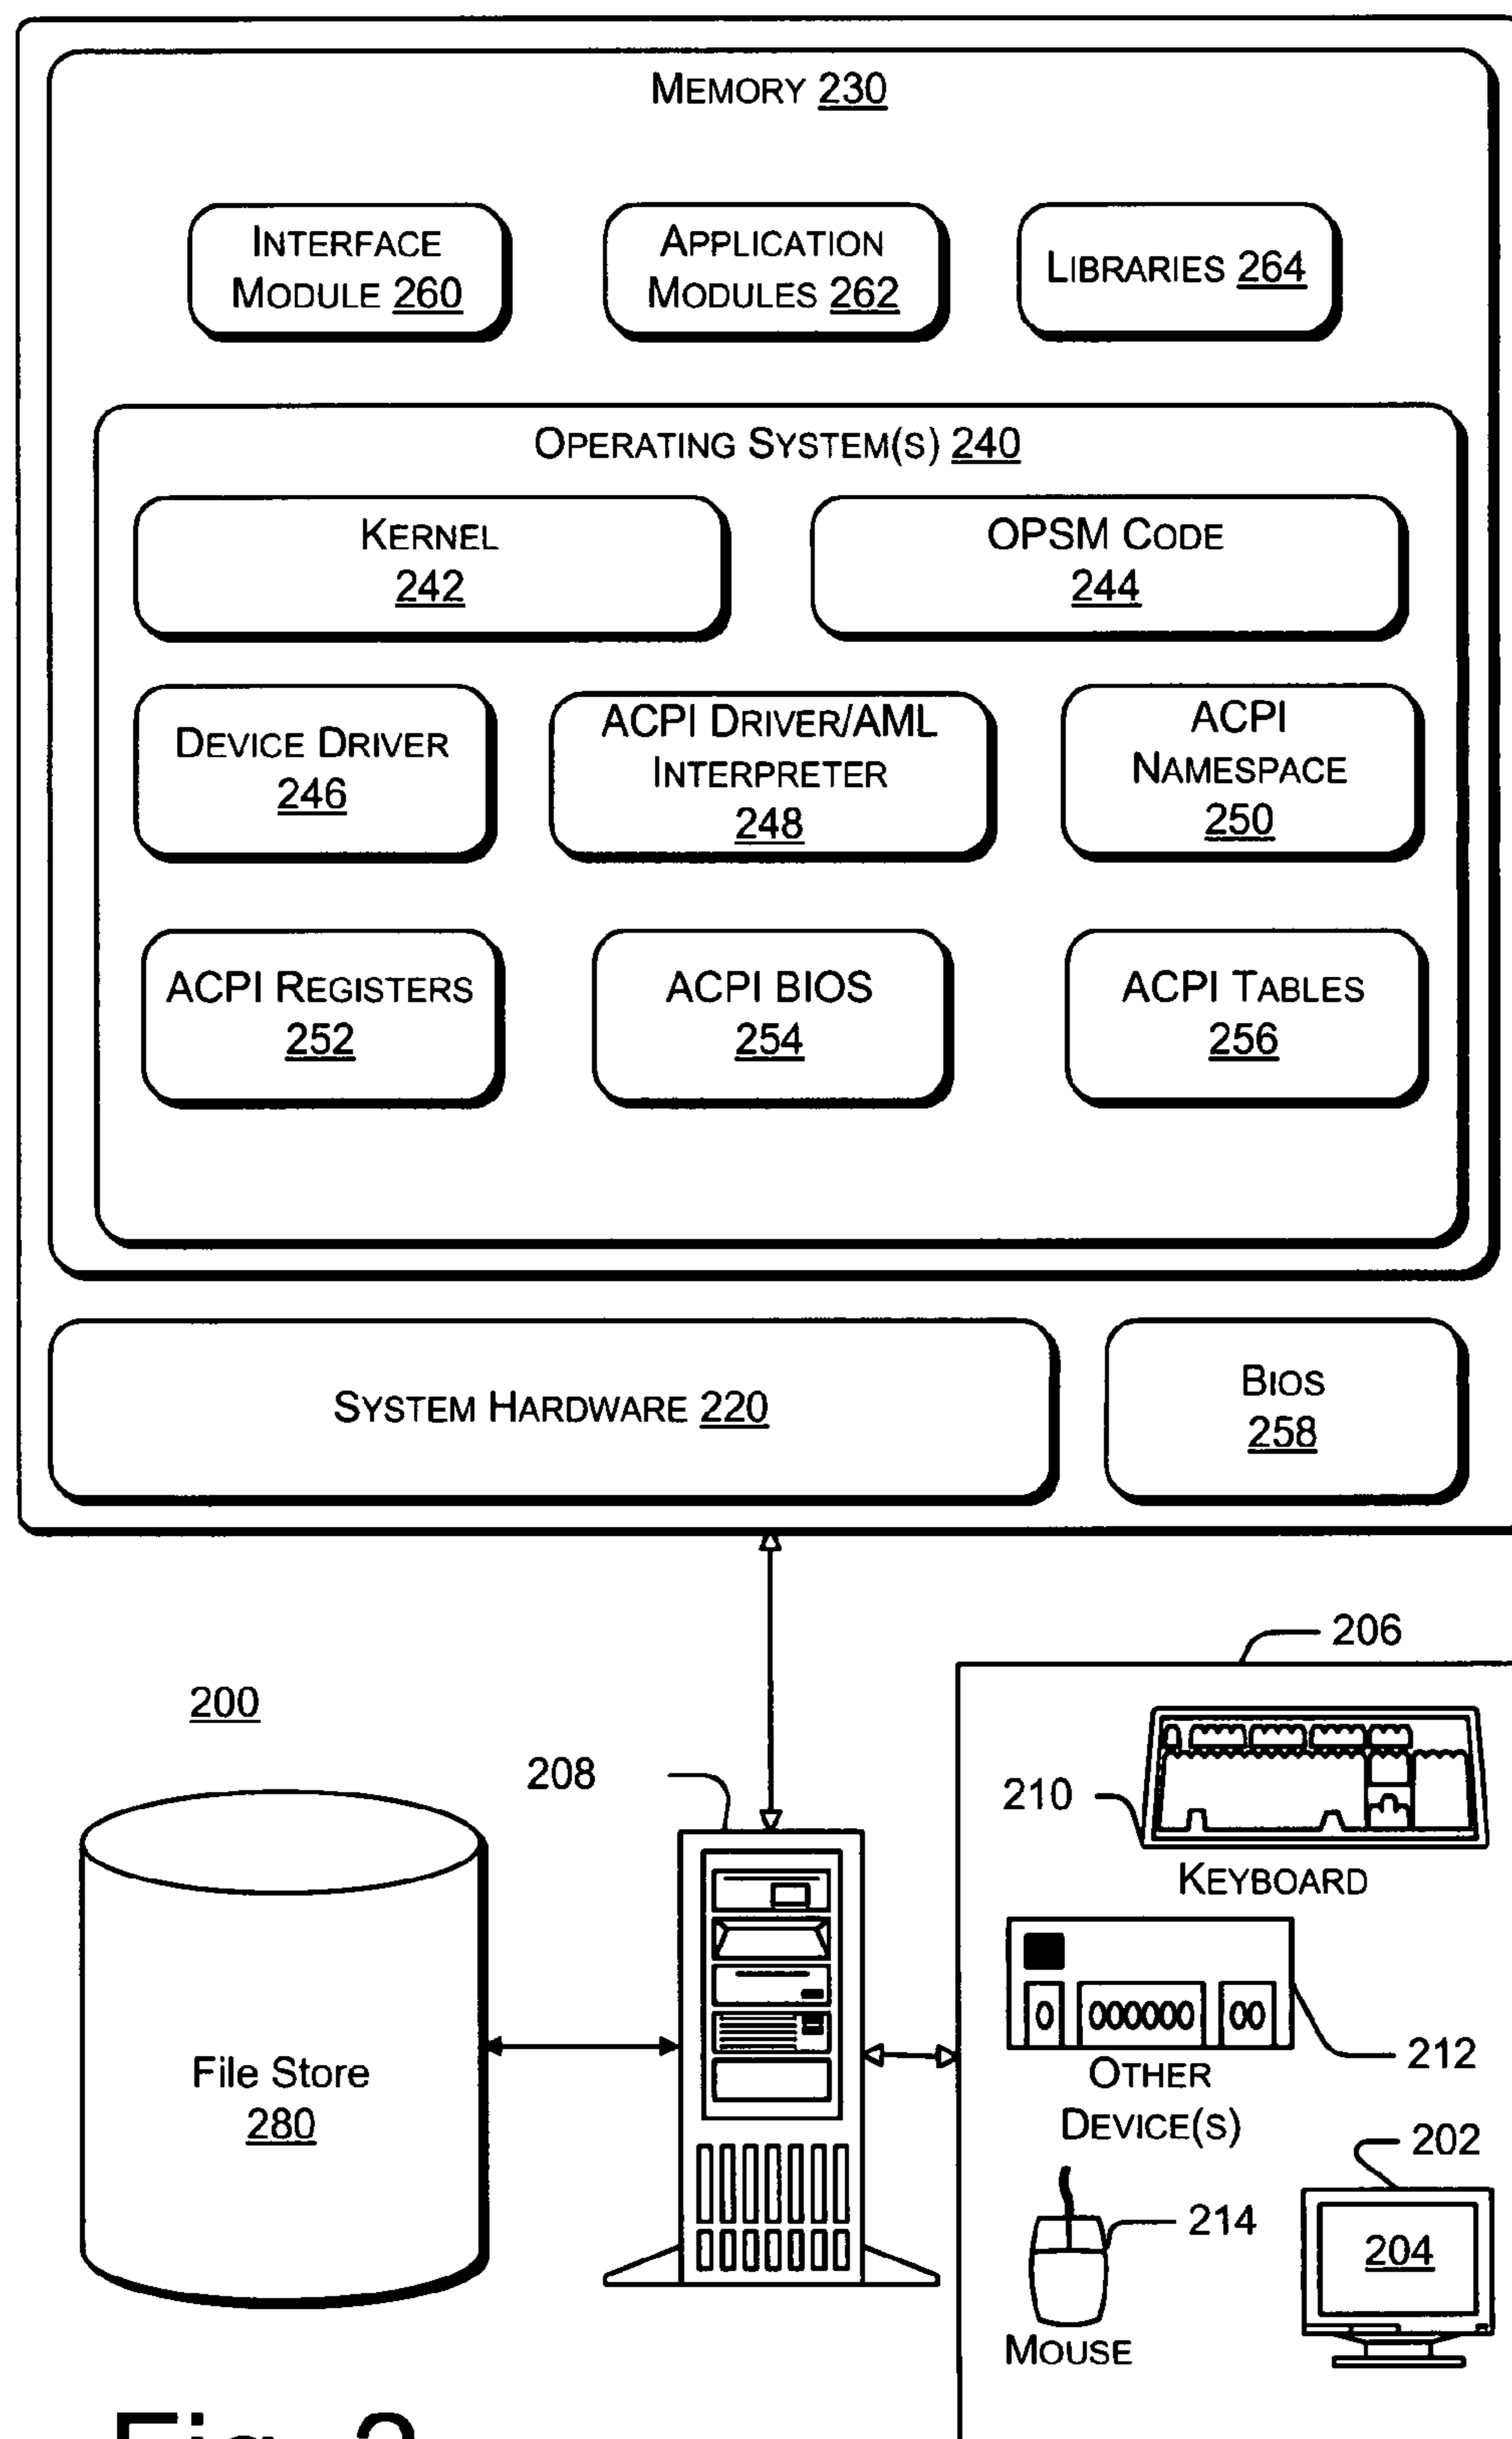 MEMORY 230
INTERFACE
MODULE 260
APPLICATION
MODULES 262
LIBRARIES 264
OPERATING SYSTEM(S) 240
KERNEL
242
OPSM CODE
244
DEVICE DRIVER
246
ACPI DRIVER/AML
INTERPRETER
248
ACPI
NAMESPACE
250
ACPI REGISTERS
252
ACPI BIOS
254
ACPI TABLES
256
SYSTEM HARDWARE 220
BIOS
258
206
200
208
210
KEYBOARD
212
OTHER
DEVICE(S)
File Store
280
202
214
204
MOUSE